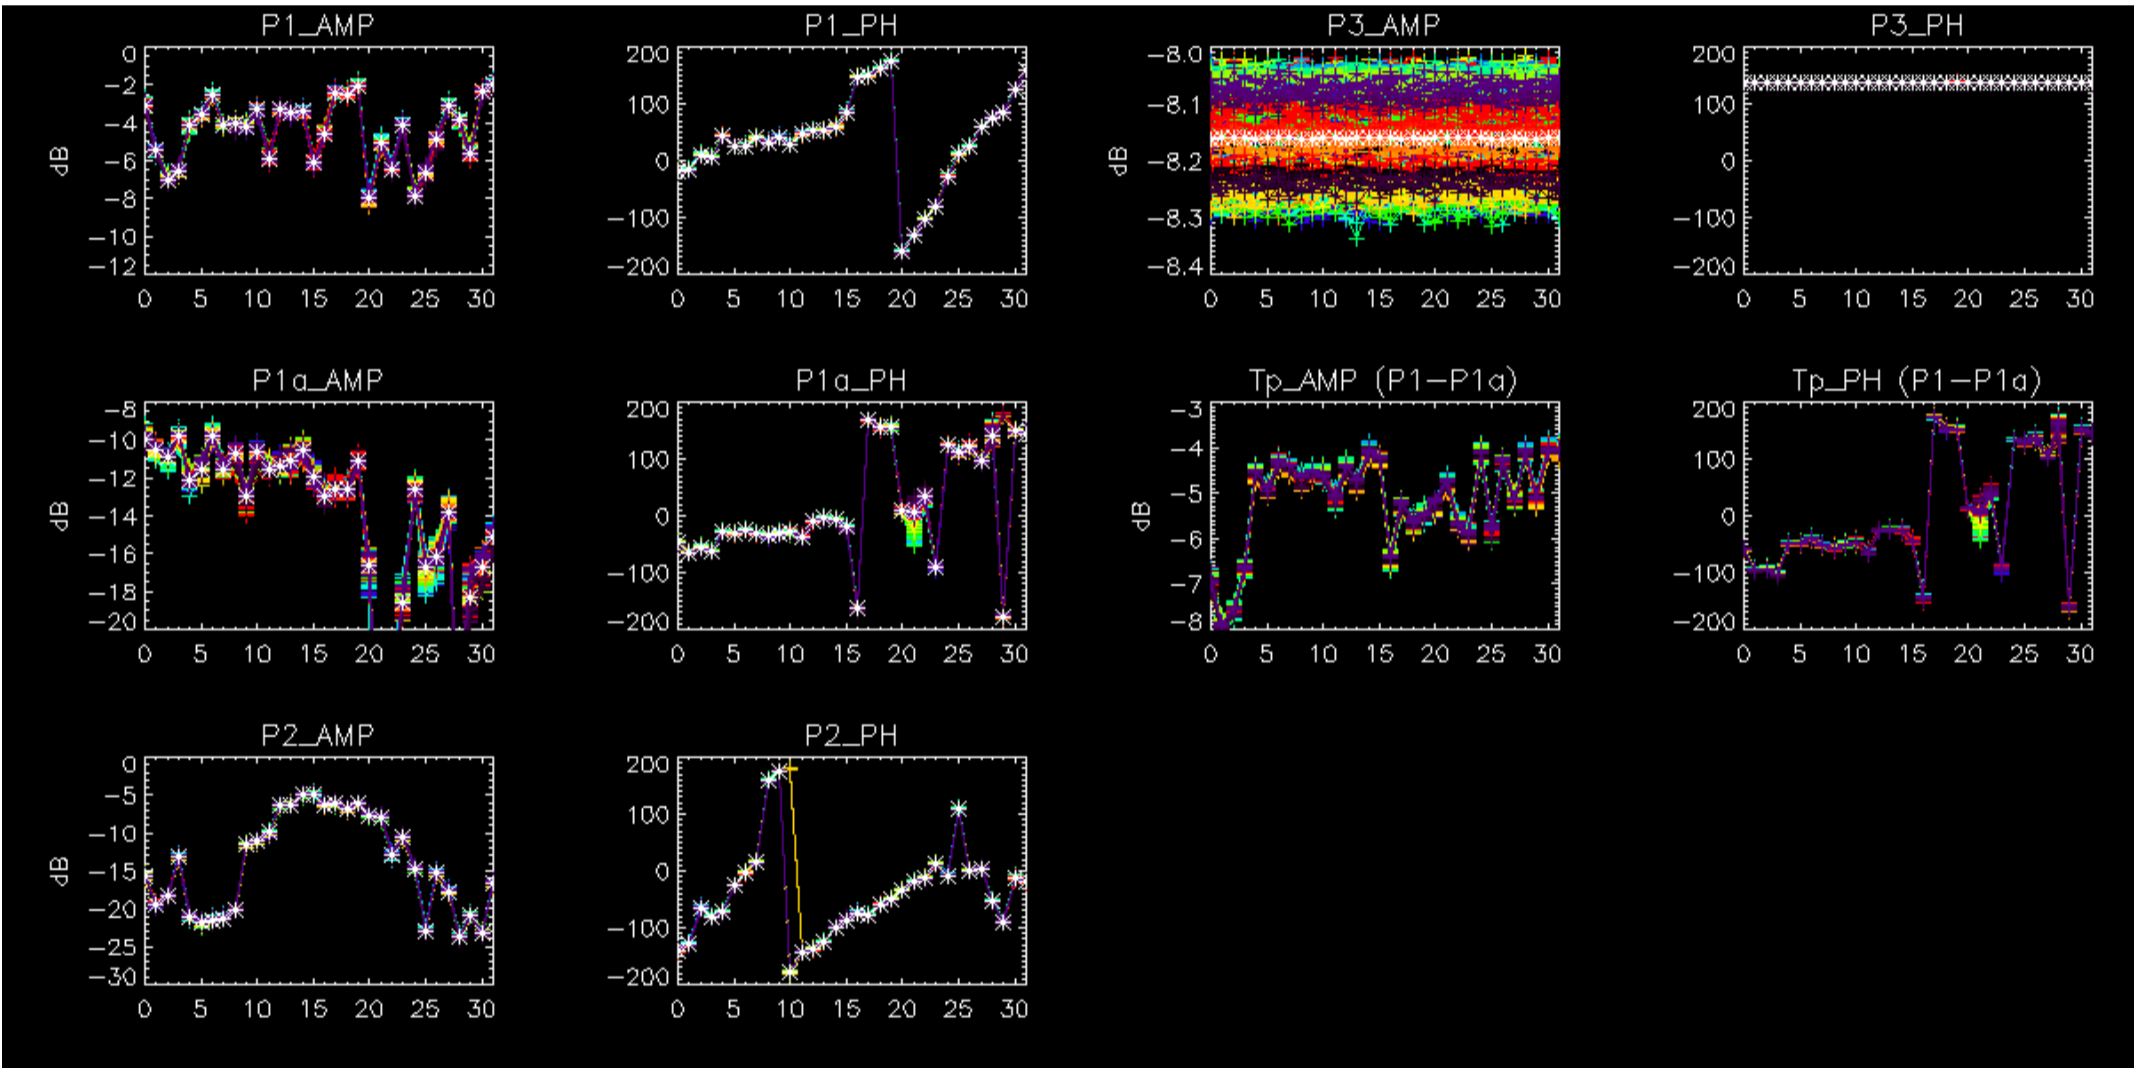 P1_AMP
dB
0
−2
−4
−6
−8
−10
−12
0 5 10 15 20 25 30
P1_PH
200
100
0
−100
−200
0 5 10 15 20 25 30
P3_AMP
dB
−8.0
−8.1
−8.2
−8.3
−8.4
0 5 10 15 20 25 30
P3_PH
200
100
0
−100
−200
0 5 10 15 20 25 30
P1a_AMP
dB
−8
−10
−12
−14
−16
−18
−20
0 5 10 15 20 25 30
P1a_PH
200
100
0
−100
−200
0 5 10 15 20 25 30
Tp_AMP (P1−P1a)
dB
−3
−4
−5
−6
−7
−8
0 5 10 15 20 25 30
Tp_PH (P1−P1a)
200
100
0
−100
−200
0 5 10 15 20 25 30
P2_AMP
dB
0
−5
−10
−15
−20
−25
−30
0 5 10 15 20 25 30
P2_PH
200
100
0
−100
−200
0 5 10 15 20 25 30